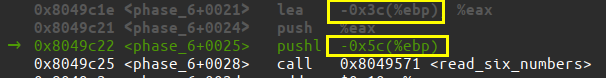 0x8049c1e <phase_6+0021> lea -0x3c(%ebp) %eax
0x8049c21 <phase_6+0024> push %eax
→ 0x8049c22 <phase_6+0025> pushl -0x5c(%ebp)
0x8049c25 <phase_6+0028> call 0x8049571 <read_six_numbers>